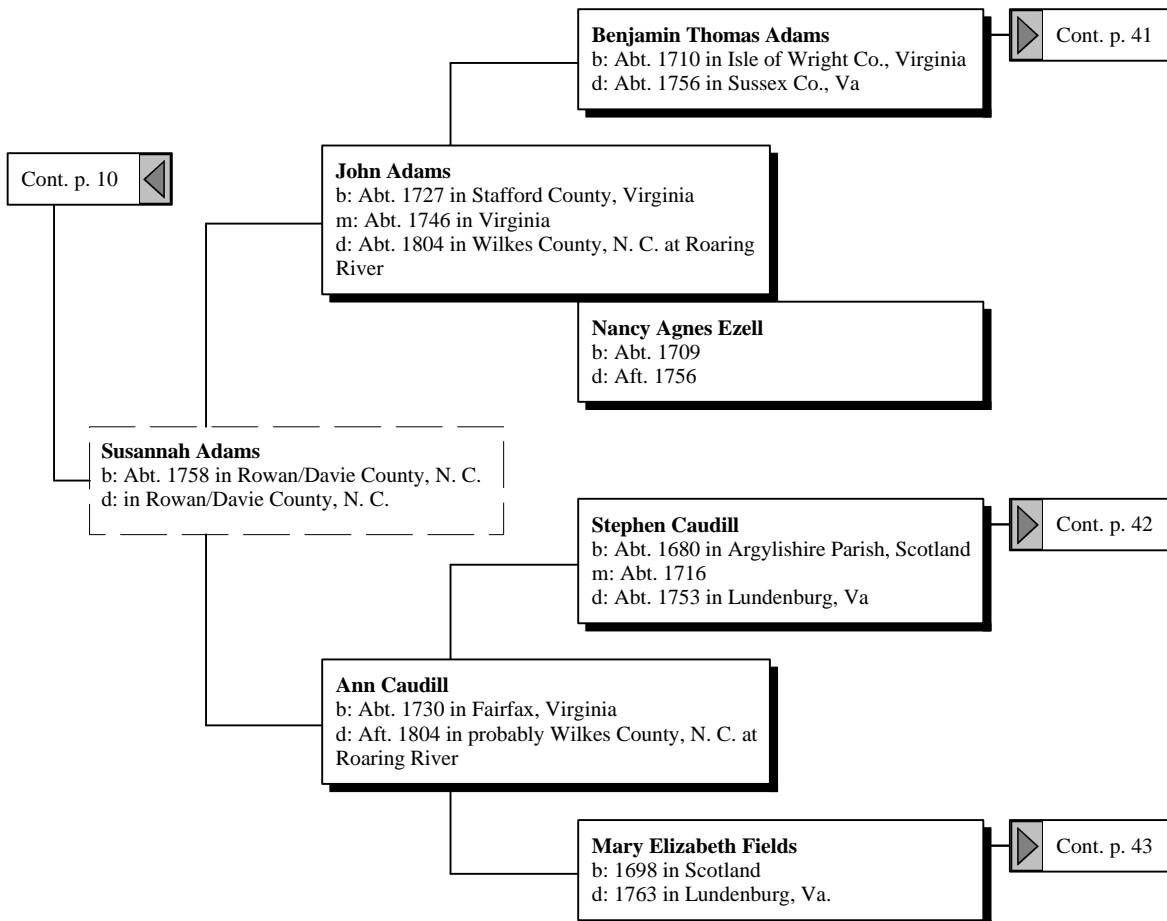 Benjamin Thomas Adams
b: Abt. 1710 in Isle of Wright Co., Virginia
d: Abt. 1756 in Sussex Co., Va
Cont. p. 41
Cont. p. 10
John Adams
b: Abt. 1727 in Stafford County, Virginia
m: Abt. 1746 in Virginia
d: Abt. 1804 in Wilkes County, N. C. at Roaring
River
Nancy Agnes Ezell
b: Abt. 1709
d: Aft. 1756
Susannah Adams
b: Abt. 1758 in Rowan/Davie County, N. C.
d: in Rowan/Davie County, N. C.
Stephen Caudill
b: Abt. 1680 in Argylishire Parish, Scotland
m: Abt. 1716
d: Abt. 1753 in Lundenburg, Va
Cont. p. 42
Ann Caudill
b: Abt. 1730 in Fairfax, Virginia
d: Aft. 1804 in probably Wilkes County, N. C. at
Roaring River
Mary Elizabeth Fields
b: 1698 in Scotland
d: 1763 in Lundenburg, Va.
Cont. p. 43